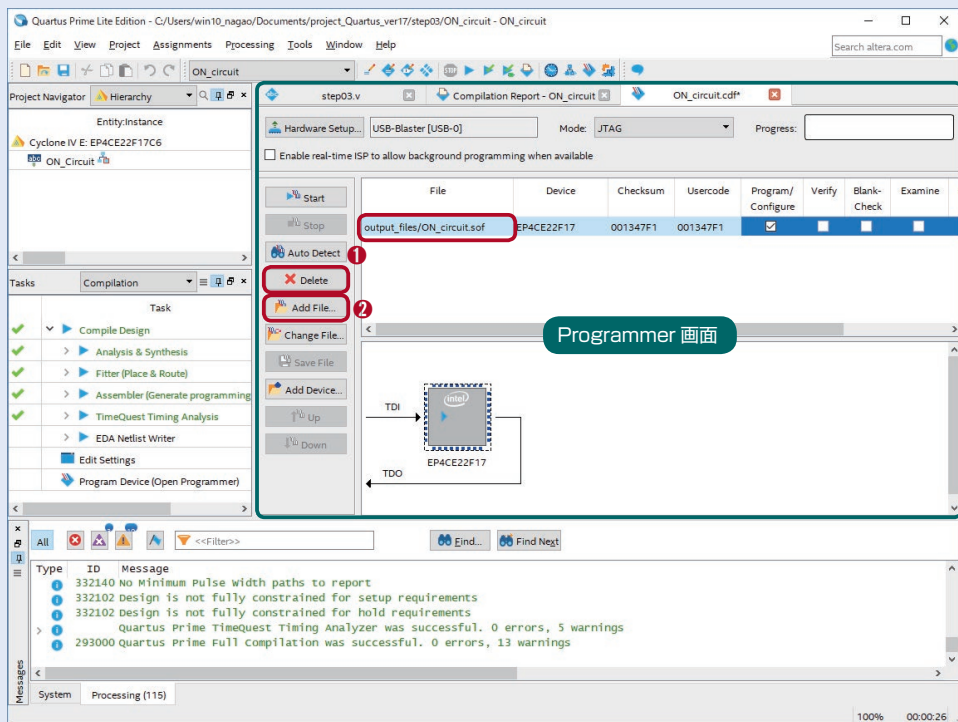 Quartus Prime Lite Edition - C:/Users/win10_nagao/Documents/project_Quartus_ver17/step03/ON_circuit - ON_circuit
File Edit View Project Assignments Processing Tools Window Help
Search altera.com
ON_circuit
Project Navigator Hierarchy
Entity:Instance
Cyclone IV E: EP4CE22F17C6
ON_Circuit
step03.v Compilation Report - ON_circuit ON_circuit.cdf*
Hardware Setup... USB-Blaster [USB-0] Mode: JTAG Progress:
Enable real-time ISP to allow background programming when available
Start
Stop
Auto Detect
❶
Delete
Add File...
❷
Change File...
Save File
Add Device...
Up
Down
File Device Checksum Usercode Program/ Configure Verify Blank- Check Examine
output_files/ON_circuit.sof EP4CE22F17 001347F1 001347F1
Programmer 画面
TDI
intel
EP4CE22F17
TDO
Tasks Compilation
Task
Compile Design
Analysis & Synthesis
Fitter (Place & Route)
Assembler (Generate programming
TimeQuest Timing Analysis
EDA Netlist Writer
Edit Settings
Program Device (Open Programmer)
All <<Filter>> Find... Find Next
Type ID Message
332140 No Minimum Pulse Width paths to report
332102 Design is not fully constrained for setup requirements
332102 Design is not fully constrained for hold requirements
Quartus Prime TimeQuest Timing Analyzer was successful. 0 errors, 5 warnings
293000 Quartus Prime Full Compilation was successful. 0 errors, 13 warnings
Messages
System Processing (115)
100% 00:00:26